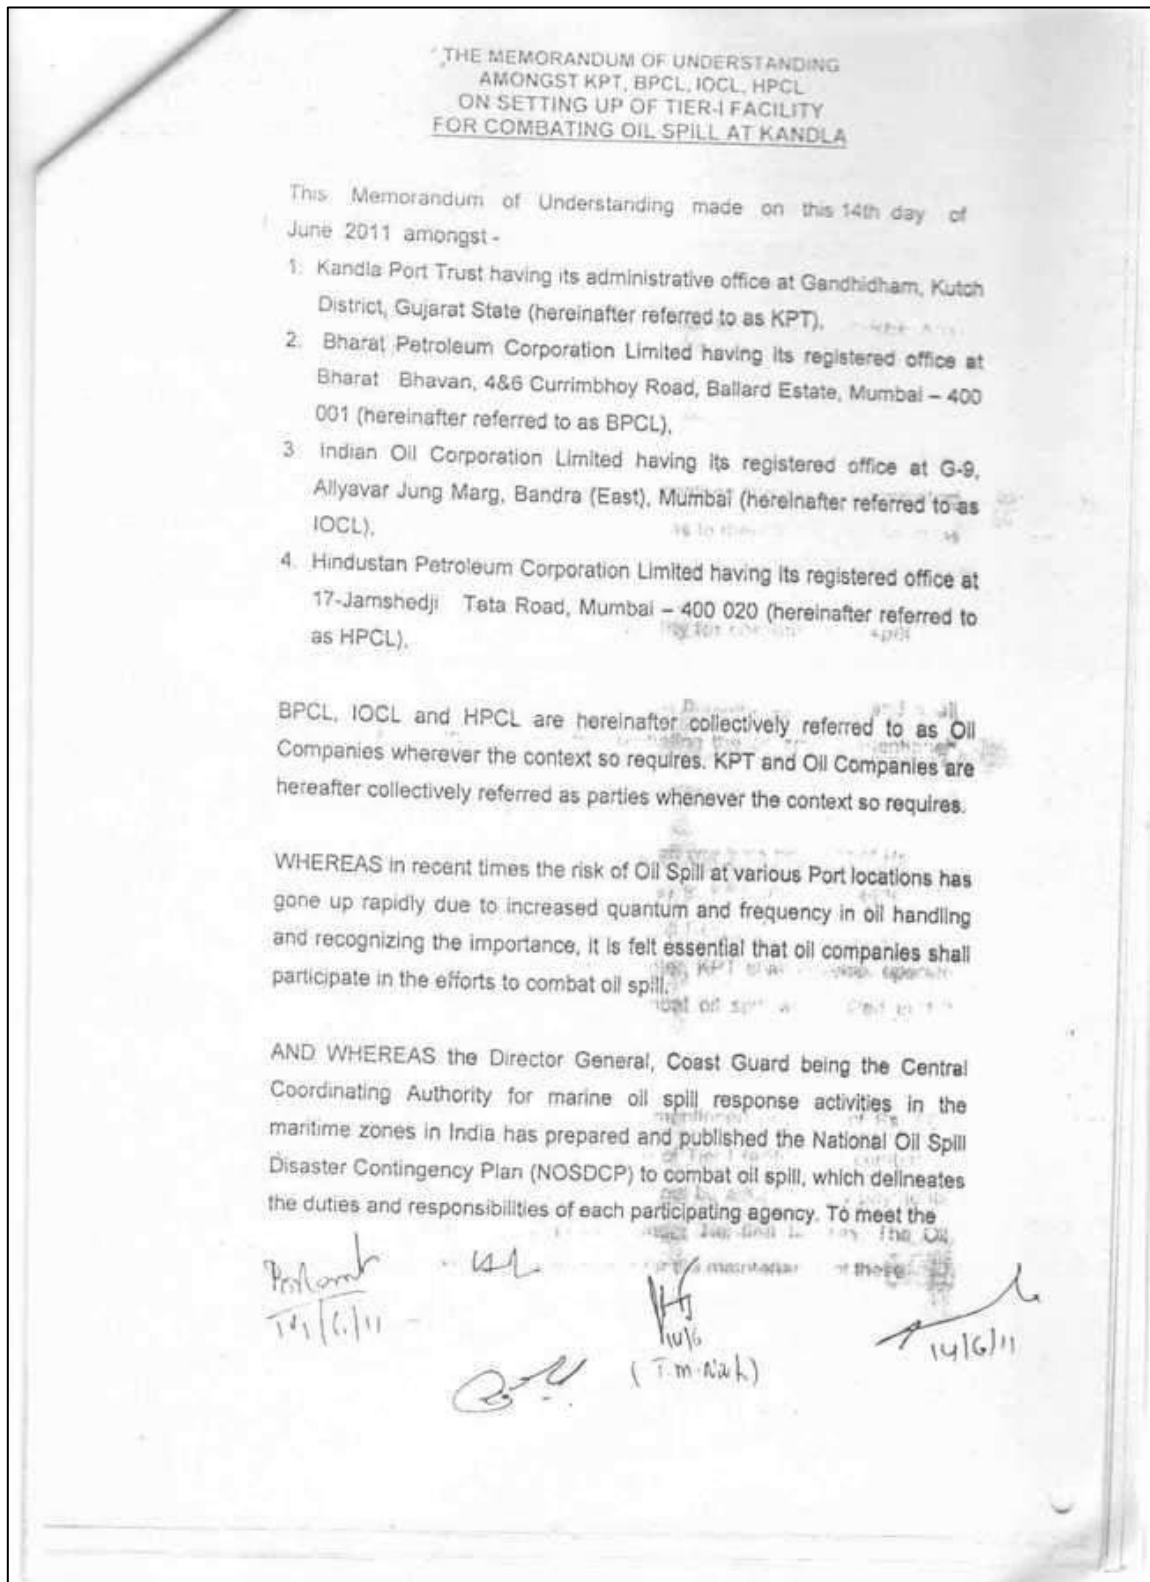 THE MEMORANDUM OF UNDERSTANDING
AMONGST KPT, BPCL, IOCL, HPCL
ON SETTING UP OF TIER-I FACILITY
FOR COMBATING OIL SPILL AT KANDLA
This Memorandum of Understanding made on this 14th day of
June 2011 amongst -
1. Kandla Port Trust having its administrative office at Gandhidham, Kutch
District, Gujarat State (hereinafter referred to as KPT),
2. Bharat Petroleum Corporation Limited having its registered office at
Bharat Bhavan, 4&6 Currimbhoy Road, Ballard Estate, Mumbai – 400
001 (hereinafter referred to as BPCL),
3 Indian Oil Corporation Limited having its registered office at G-9,
Allyavar Jung Marg, Bandra (East), Mumbai (hereinafter referred to as
IOCL),
4. Hindustan Petroleum Corporation Limited having its registered office at
17-Jamshedji Tata Road, Mumbai – 400 020 (hereinafter referred to
as HPCL),
BPCL, IOCL and HPCL are hereinafter collectively referred to as Oil
Companies wherever the context so requires. KPT and Oil Companies are
hereafter collectively referred as parties whenever the context so requires.
WHEREAS in recent times the risk of Oil Spill at various Port locations has
gone up rapidly due to increased quantum and frequency in oil handling
and recognizing the importance, it is felt essential that oil companies shall
participate in the efforts to combat oil spill.
AND WHEREAS the Director General, Coast Guard being the Central
Coordinating Authority for marine oil spill response activities in the
maritime zones in India has prepared and published the National Oil Spill
Disaster Contingency Plan (NOSDCP) to combat oil spill, which delineates
the duties and responsibilities of each participating agency. To meet the
14/6/11
14/6
14/6/11